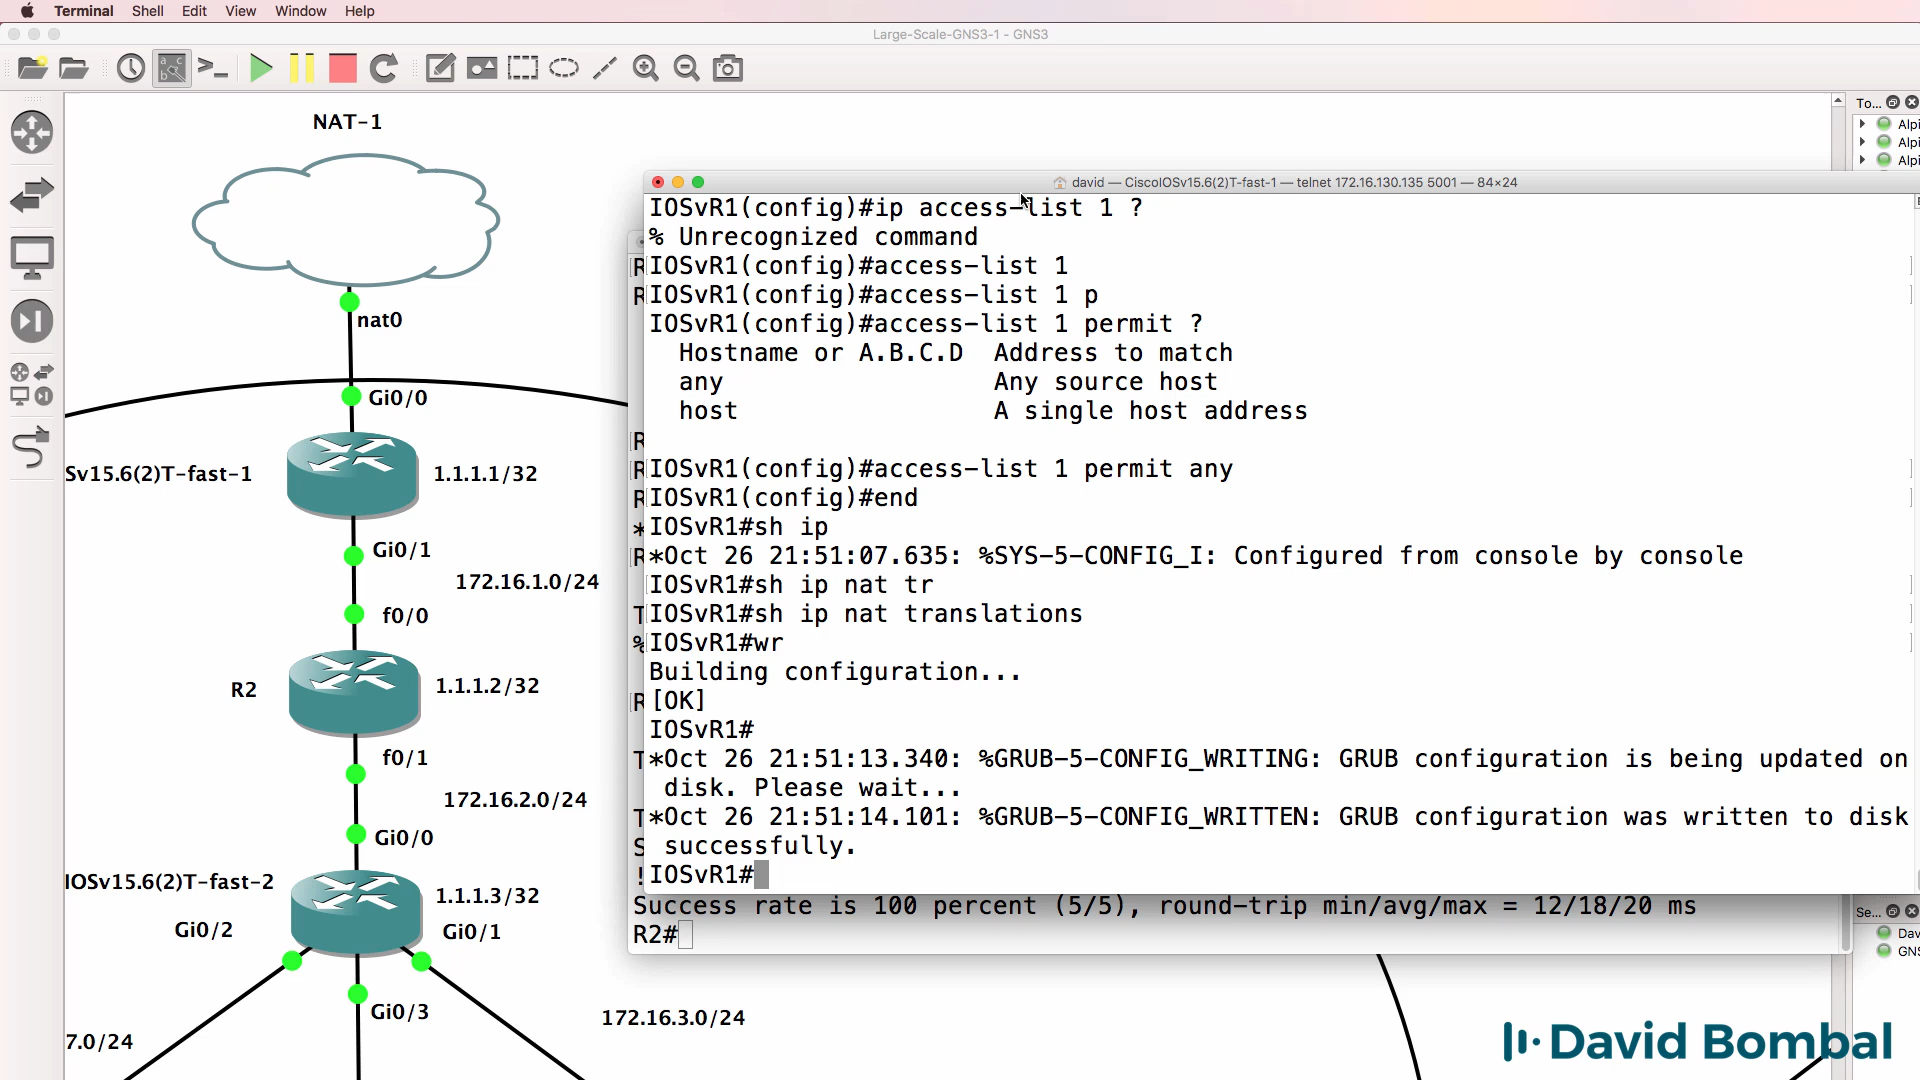 Terminal Shell Edit View Window Help
Large-Scale-GNS3-1 - GNS3
NAT-1
nat0
Gi0/0
Sv15.6(2)T-fast-1
1.1.1.1/32
Gi0/1
172.16.1.0/24
f0/0
R2
1.1.1.2/32
f0/1
172.16.2.0/24
Gi0/0
IOSv15.6(2)T-fast-2
1.1.1.3/32
Gi0/2
Gi0/1
Gi0/3
172.16.3.0/24
7.0/24
To...
Alpi
Alpi
Alpi
david — CiscoIOSv15.6(2)T-fast-1 — telnet 172.16.130.135 5001 — 84×24
IOSvR1(config)#ip access-list 1 ?
% Unrecognized command
IOSvR1(config)#access-list 1
IOSvR1(config)#access-list 1 p
IOSvR1(config)#access-list 1 permit ?
Hostname or A.B.C.D Address to match
any Any source host
host A single host address
IOSvR1(config)#access-list 1 permit any
IOSvR1(config)#end
IOSvR1#sh ip
*Oct 26 21:51:07.635: %SYS-5-CONFIG_I: Configured from console by console
IOSvR1#sh ip nat tr
IOSvR1#sh ip nat translations
IOSvR1#wr
Building configuration...
[OK]
IOSvR1#
*Oct 26 21:51:13.340: %GRUB-5-CONFIG_WRITING: GRUB configuration is being updated on
disk. Please wait...
*Oct 26 21:51:14.101: %GRUB-5-CONFIG_WRITTEN: GRUB configuration was written to disk
successfully.
IOSvR1#
Success rate is 100 percent (5/5), round-trip min/avg/max = 12/18/20 ms
R2#
Se...
Dav
GNS
David Bombal